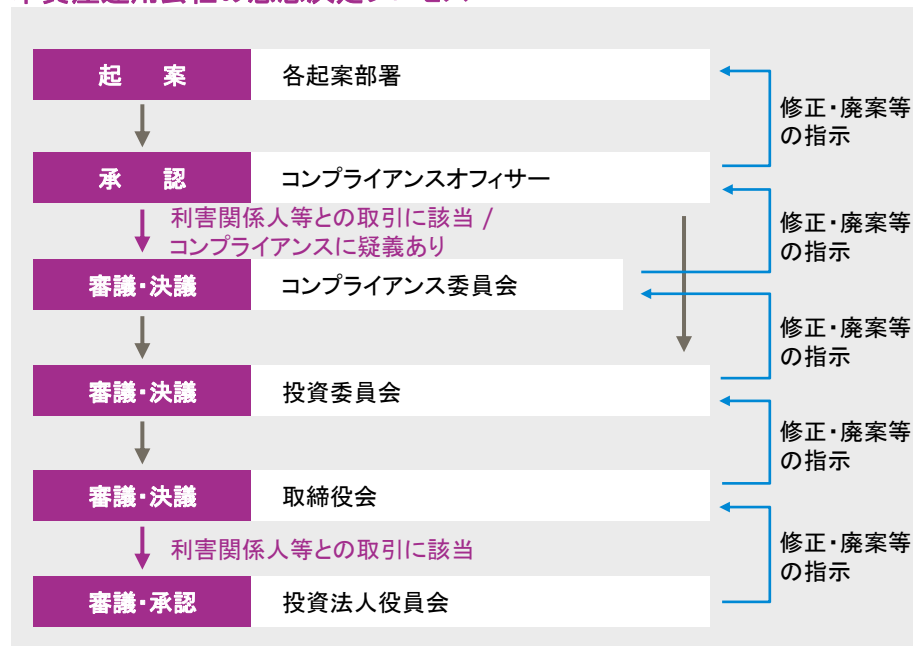 起 案
各起案部署
修正・廃案等
の指示
承 認
コンプライアンスオフィサー
利害関係人等との取引に該当 /
コンプライアンスに疑義あり
修正・廃案等
の指示
審議・決議
コンプライアンス委員会
修正・廃案等
の指示
審議・決議
投資委員会
修正・廃案等
の指示
審議・決議
取締役会
利害関係人等との取引に該当
修正・廃案等
の指示
審議・承認
投資法人役員会